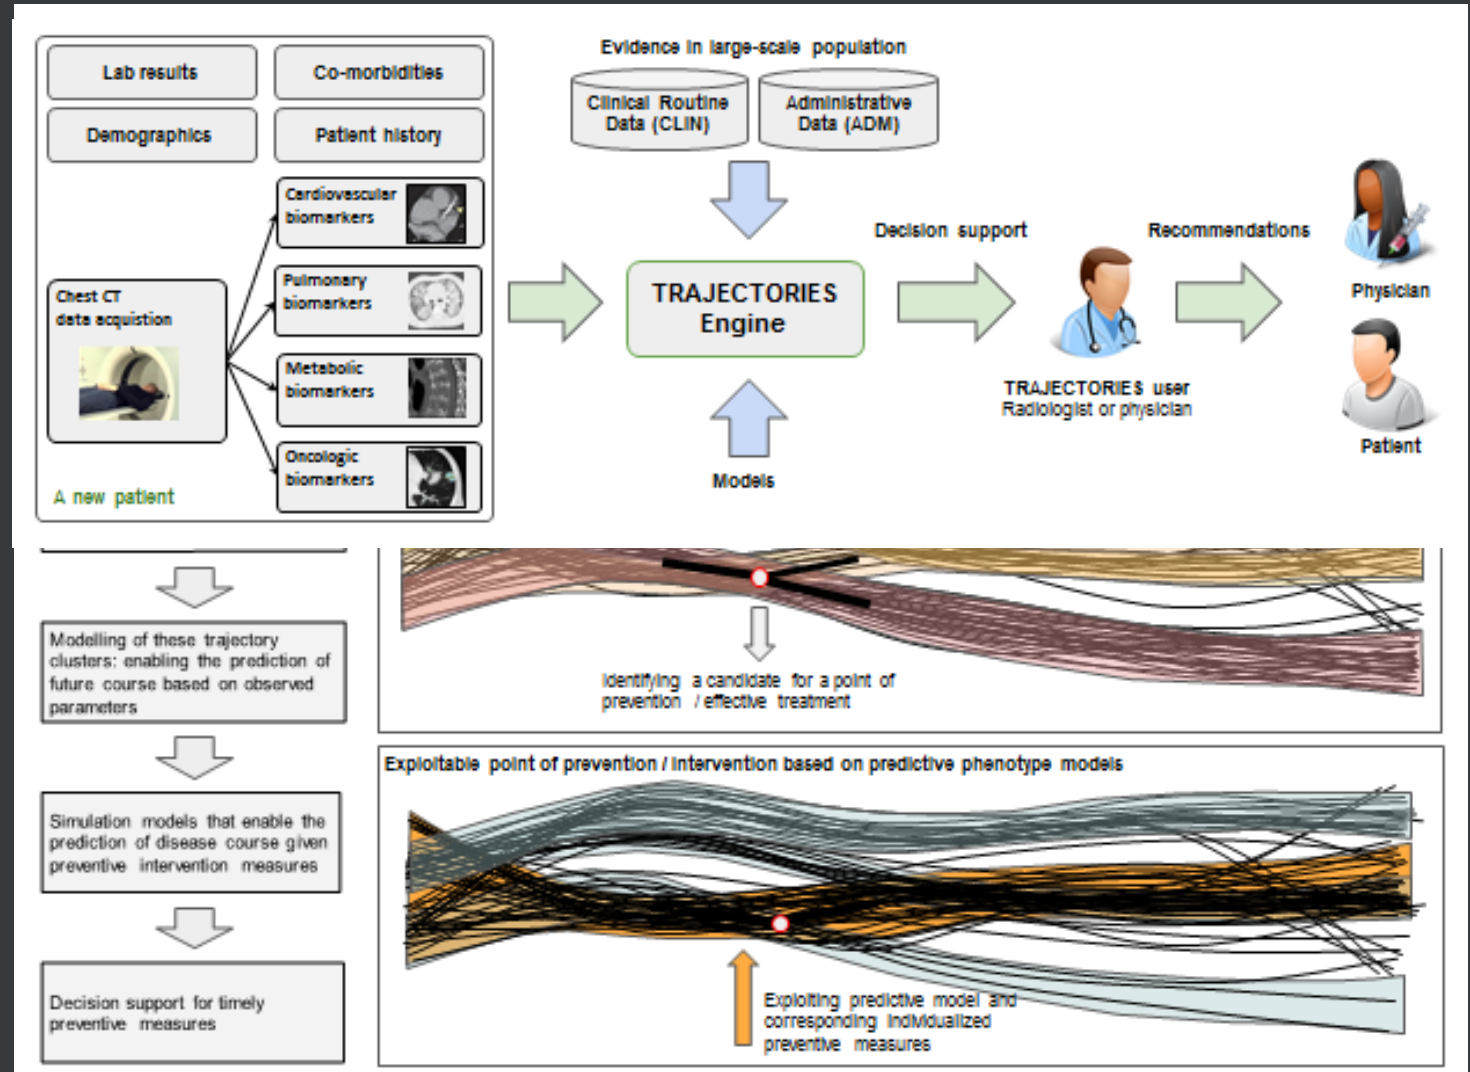 Lab results
Co-morbidities
Demographics
Patient history
Cardiovascular
biomarkers
Pulmonary
biomarkers
Chest CT
data acquistion
Metabolic
biomarkers
Oncologic
biomarkers
A new patient
Evidence in large-scale population
Clinical Routine
Data (CLIN)
Administrative
Data (ADM)
TRAJECTORIES
Engine
Models
Decision support
TRAJECTORIES user
Radiologist or physician
Recommendations
Physician
Patient
Modelling of these trajectory
clusters: enabling the prediction of
future course based on observed
parameters
Simulation models that enable the
prediction of disease course given
preventive intervention measures
Decision support for timely
preventive measures
Identifying a candidate for a point of
prevention / effective treatment
Exploitable point of prevention / intervention based on predictive phenotype models
Exploiting predictive model and
corresponding individualized
preventive measures